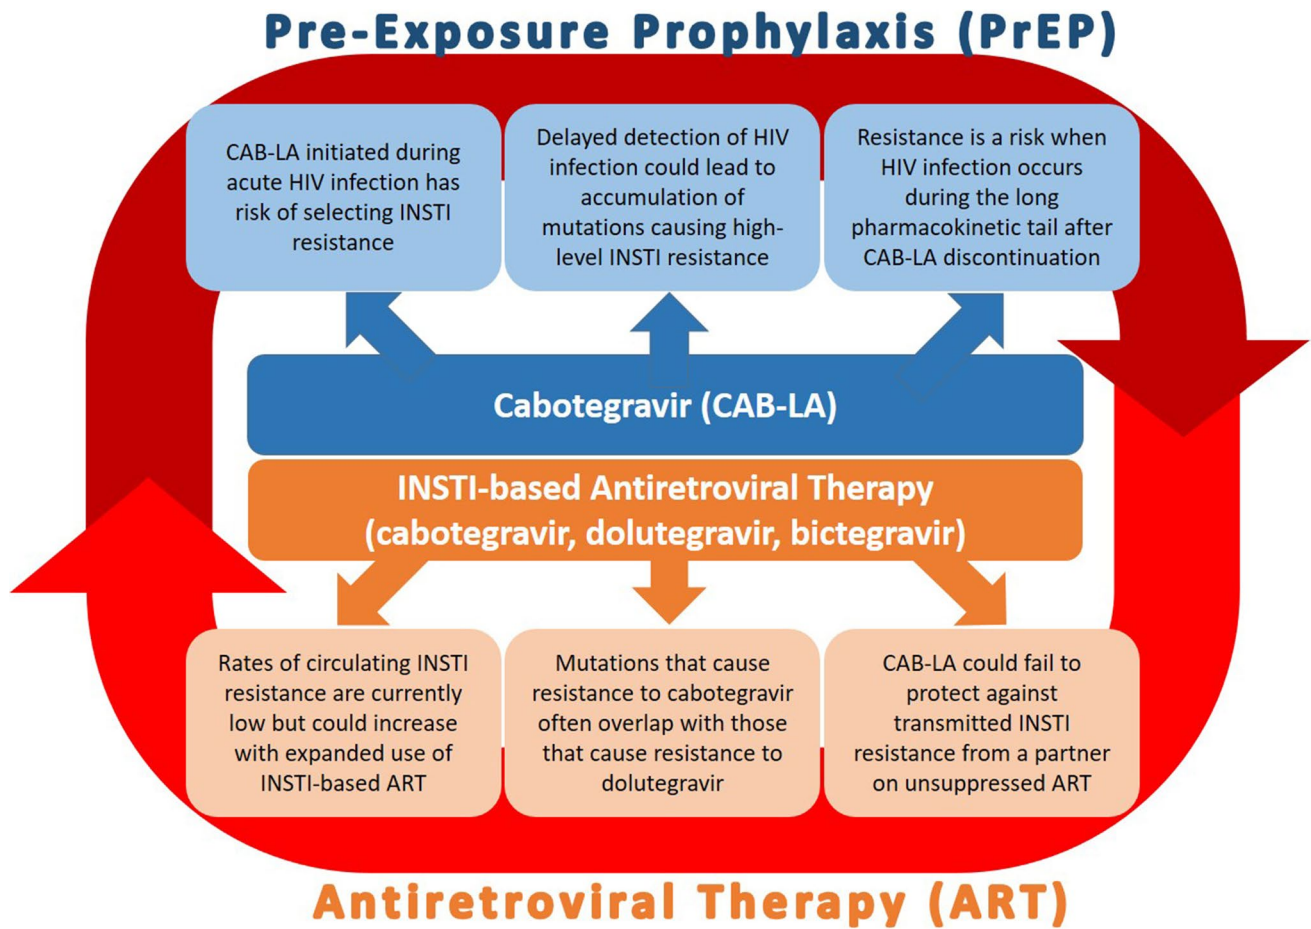 Pre-Exposure Prophylaxis (PrEP)
CAB-LA initiated during
acute HIV infection has
risk of selecting INSTI
resistance
Delayed detection of HIV
infection could lead to
accumulation of
mutations causing high-
level INSTI resistance
Resistance is a risk when
HIV infection occurs
during the long
pharmacokinetic tail after
CAB-LA discontinuation
Cabotegravir (CAB-LA)
INSTI-based Antiretroviral Therapy
(cabotegravir, dolutegravir, bictegravir)
Rates of circulating INSTI
resistance are currently
low but could increase
with expanded use of
INSTI-based ART
Mutations that cause
resistance to cabotegravir
often overlap with those
that cause resistance to
dolutegravir
CAB-LA could fail to
protect against
transmitted INSTI
resistance from a partner
on unsuppressed ART
Antiretroviral Therapy (ART)